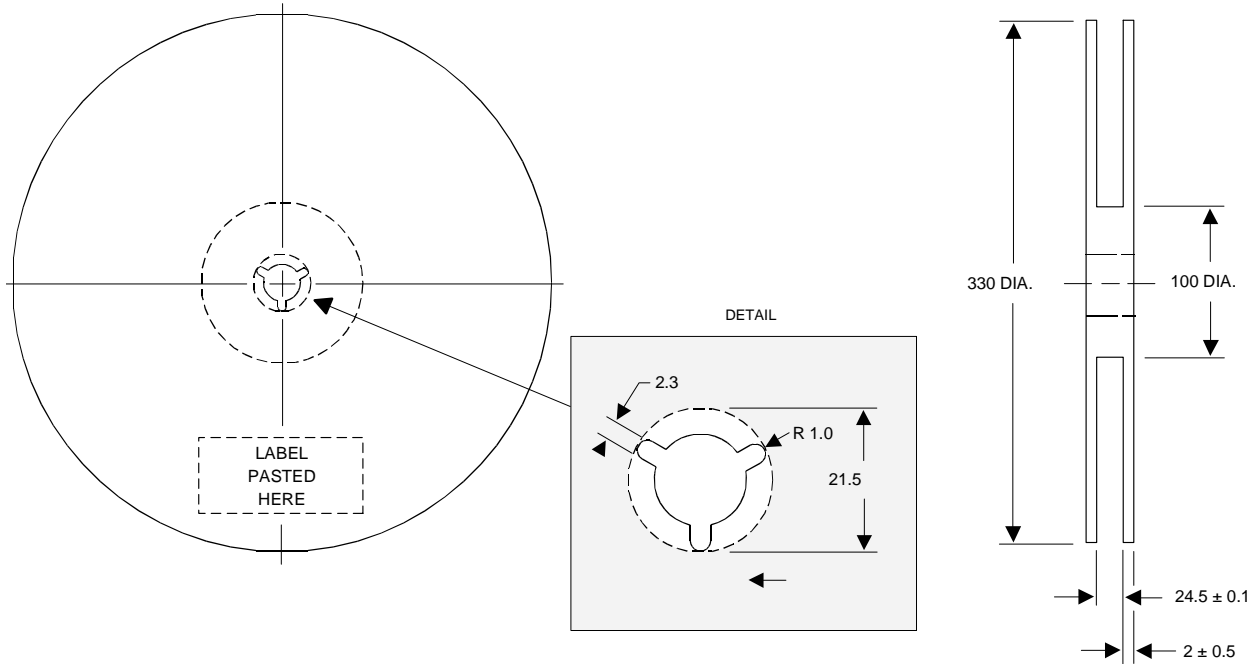 330 DIA.
100 DIA.
DETAIL
2.3
R 1.0
21.5
LABEL
PASTED
HERE
24.5 ± 0.1
2 ± 0.5